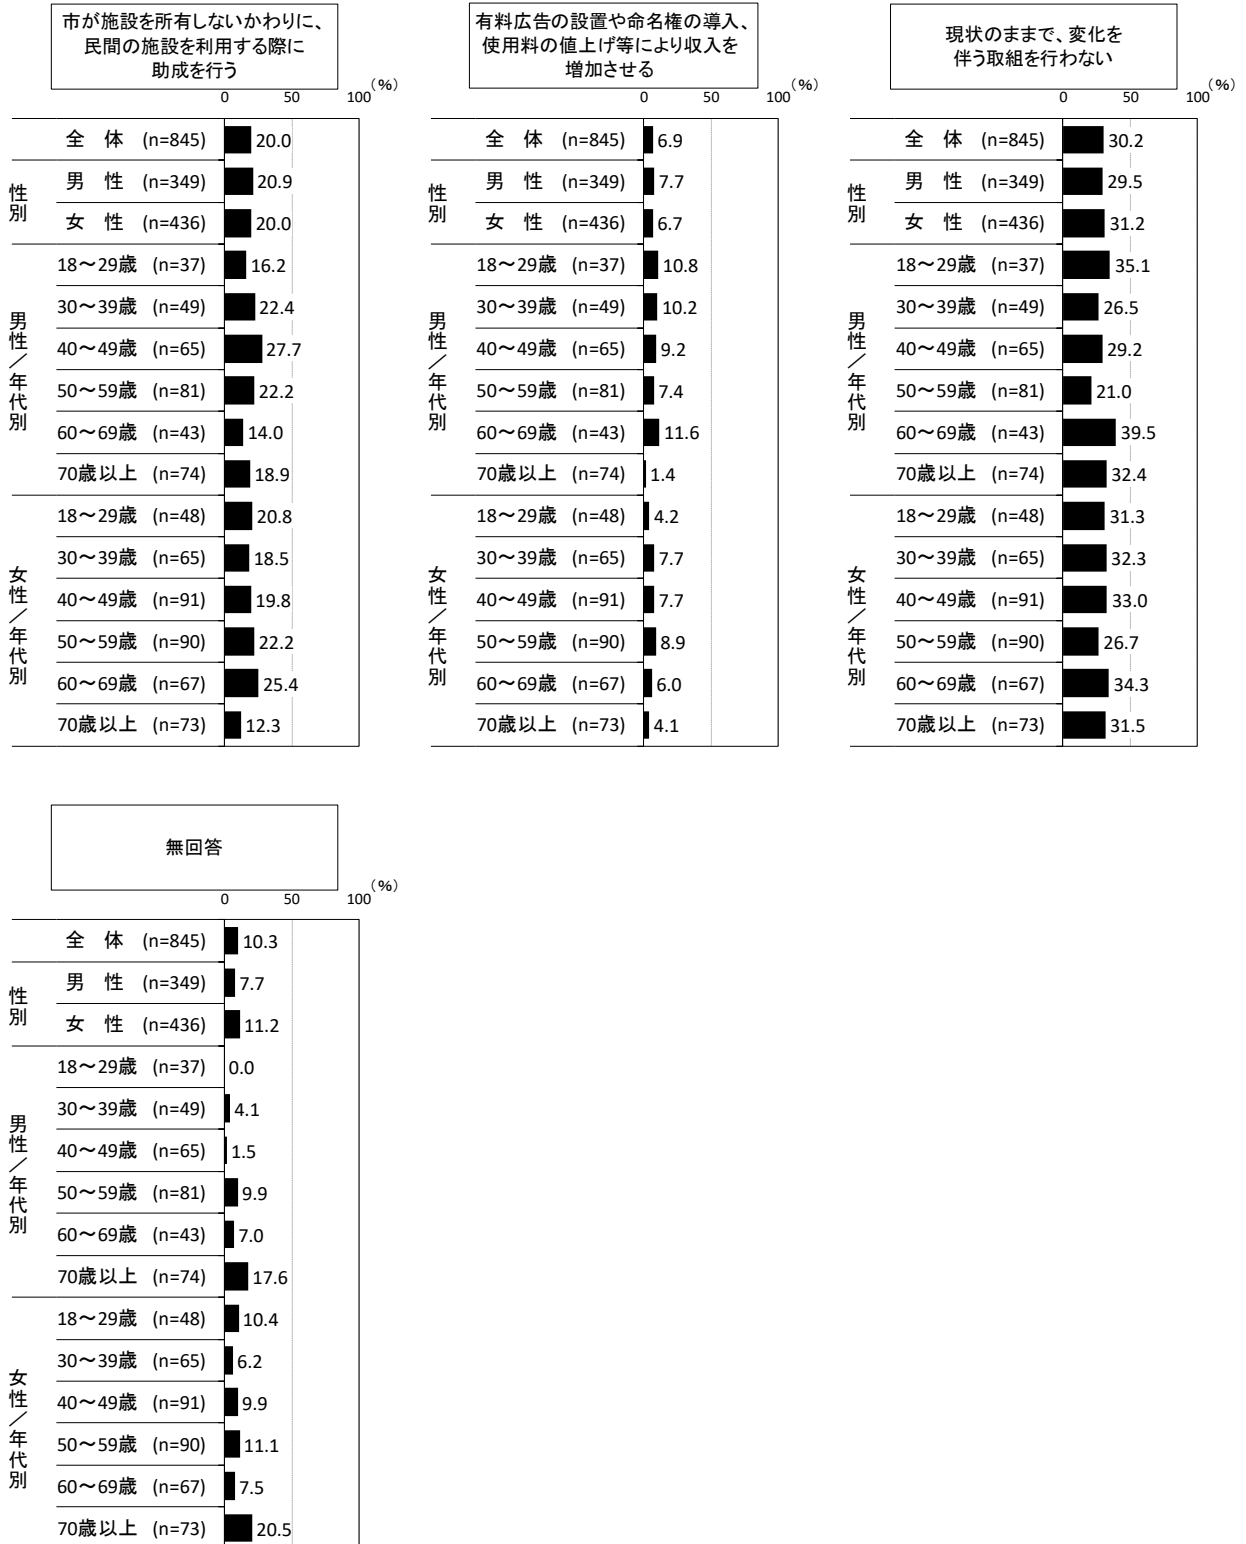 市が施設を所有しないかわりに、
民間の施設を利用する際に
助成を行う
0 50 100(%)
全 体 (n=845) 20.0
性別
男 性 (n=349) 20.9
女 性 (n=436) 20.0
男性/年代別
18〜29歳 (n=37) 16.2
30〜39歳 (n=49) 22.4
40〜49歳 (n=65) 27.7
50〜59歳 (n=81) 22.2
60〜69歳 (n=43) 14.0
70歳以上 (n=74) 18.9
女性/年代別
18〜29歳 (n=48) 20.8
30〜39歳 (n=65) 18.5
40〜49歳 (n=91) 19.8
50〜59歳 (n=90) 22.2
60〜69歳 (n=67) 25.4
70歳以上 (n=73) 12.3
有料広告の設置や命名権の導入、
使用料の値上げ等により収入を
増加させる
0 50 100(%)
全 体 (n=845) 6.9
性別
男 性 (n=349) 7.7
女 性 (n=436) 6.7
男性/年代別
18〜29歳 (n=37) 10.8
30〜39歳 (n=49) 10.2
40〜49歳 (n=65) 9.2
50〜59歳 (n=81) 7.4
60〜69歳 (n=43) 11.6
70歳以上 (n=74) 1.4
女性/年代別
18〜29歳 (n=48) 4.2
30〜39歳 (n=65) 7.7
40〜49歳 (n=91) 7.7
50〜59歳 (n=90) 8.9
60〜69歳 (n=67) 6.0
70歳以上 (n=73) 4.1
現状のままで、変化を
伴う取組を行わない
0 50 100(%)
全 体 (n=845) 30.2
性別
男 性 (n=349) 29.5
女 性 (n=436) 31.2
男性/年代別
18〜29歳 (n=37) 35.1
30〜39歳 (n=49) 26.5
40〜49歳 (n=65) 29.2
50〜59歳 (n=81) 21.0
60〜69歳 (n=43) 39.5
70歳以上 (n=74) 32.4
女性/年代別
18〜29歳 (n=48) 31.3
30〜39歳 (n=65) 32.3
40〜49歳 (n=91) 33.0
50〜59歳 (n=90) 26.7
60〜69歳 (n=67) 34.3
70歳以上 (n=73) 31.5
無回答
0 50 100(%)
全 体 (n=845) 10.3
性別
男 性 (n=349) 7.7
女 性 (n=436) 11.2
男性/年代別
18〜29歳 (n=37) 0.0
30〜39歳 (n=49) 4.1
40〜49歳 (n=65) 1.5
50〜59歳 (n=81) 9.9
60〜69歳 (n=43) 7.0
70歳以上 (n=74) 17.6
女性/年代別
18〜29歳 (n=48) 10.4
30〜39歳 (n=65) 6.2
40〜49歳 (n=91) 9.9
50〜59歳 (n=90) 11.1
60〜69歳 (n=67) 7.5
70歳以上 (n=73) 20.5